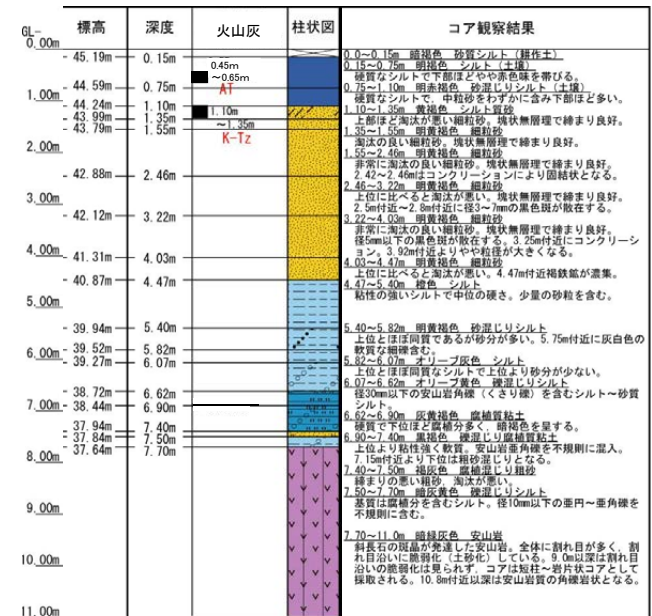 GL- 標高 深度 火山灰 柱状図 コア観察結果
0.00m
45.19m 0.15m
0.45m
～0.65m
AT
44.59m 0.75m
1.00m
44.24m 1.10m 1.10m
43.99m 1.35m ～1.35m
43.79m 1.55m K-Tz
2.00m
42.88m 2.46m
3.00m
42.12m 3.22m
4.00m
41.31m 4.03m
40.87m 4.47m
5.00m
39.94m 5.40m
39.52m 5.82m
6.00m
39.27m 6.07m
38.72m 6.62m
7.00m 38.44m 6.90m
37.94m 7.40m
37.84m 7.50m
37.64m 7.70m
8.00m
9.00m
10.00m
11.00m
0.0～0.15m 暗褐色 砂質シルト（耕作土）
0.15～0.75m 明褐色 シルト（土壌）
硬質なシルトで下部ほどやや赤色味を帯びる。
0.75～1.10m 明赤褐色 砂混じりシルト（土壌）
硬質なシルトで、中粒砂をわずかに含み下部ほど多い。
1.10～1.35m 黄褐色 シルト質砂
上部ほど淘汰が悪い細粒砂。塊状無層理で締まり良好。
1.35～1.55m 明黄褐色 細粒砂
淘汰の良い細粒砂。塊状無層理で締まり良好。
1.55～2.46m 明黄褐色 細粒砂
非常に淘汰の良い細粒砂。塊状無層理で締まり良好。
2.42～2.46mはコンクリーションにより固結状となる。
2.46～3.22m 明黄褐色 細粒砂
上位に比べると淘汰が悪い。塊状無層理で締まり良好。
2.5m付近～2.8m付近に径3～7mmの黒色斑が散在する。
3.22～4.03m 明黄褐色 細粒砂
非常に淘汰の良い細粒砂。塊状無層理で締まり良好。
径5mm以下の黒色斑が散在する。3.25m付近にコンクリーシ
ョン。3.92m付近よりやや粒径が大きくなる。
4.03～4.47m 明黄褐色 細粒砂
上位に比べると淘汰が悪い。4.47m付近褐鉄鉱が濃集。
4.47～5.40m 橙色 シルト
粘性の強いシルトで中位の硬さ。少量の砂粒を含む。
5.40～5.82m 明黄褐色 砂混じりシルト
上位とほぼ同質であるが砂分が多い。5.75m付近に灰白色の
軟質な細礫含む。
5.82～6.07m オリーブ灰色 シルト
上位とほぼ同質なシルトで上位より砂分が少ない。
6.07～6.62m オリーブ黄色 礫混じりシルト
径30mm以下の安山岩角礫（くさり礫）を含むシルト～砂質
シルト。
6.62～6.90m 灰黄褐色 腐植質粘土
硬質で下位ほど腐植分多く、暗褐色を呈する。
6.90～7.40m 黒褐色 礫混じり腐植質粘土
上位より粘性強く軟質。安山岩亜角礫を不規則に混入。
7.15m付近より下位は粗砂混じりとなる。
7.40～7.50m 褐灰色 腐植混じり粗砂
締まりの悪い粗砂、淘汰が悪い。
7.50～7.70m 暗灰黄色 礫混じりシルト
基質は腐植分を含むシルト。径10mm以下の亜円～亜角礫を
不規則に含む。
7.70～11.0m 暗緑灰色 安山岩
斜長石の斑晶が発達した安山岩。全体に割れ目が多く、割
れ目沿いに脆弱化（土砂化）している。9.0m以深は割れ目
沿いの脆弱化は見られず、コアは短柱～岩片状コアとして
採取される。10.8m付近以深は安山岩質の角礫岩状となる。